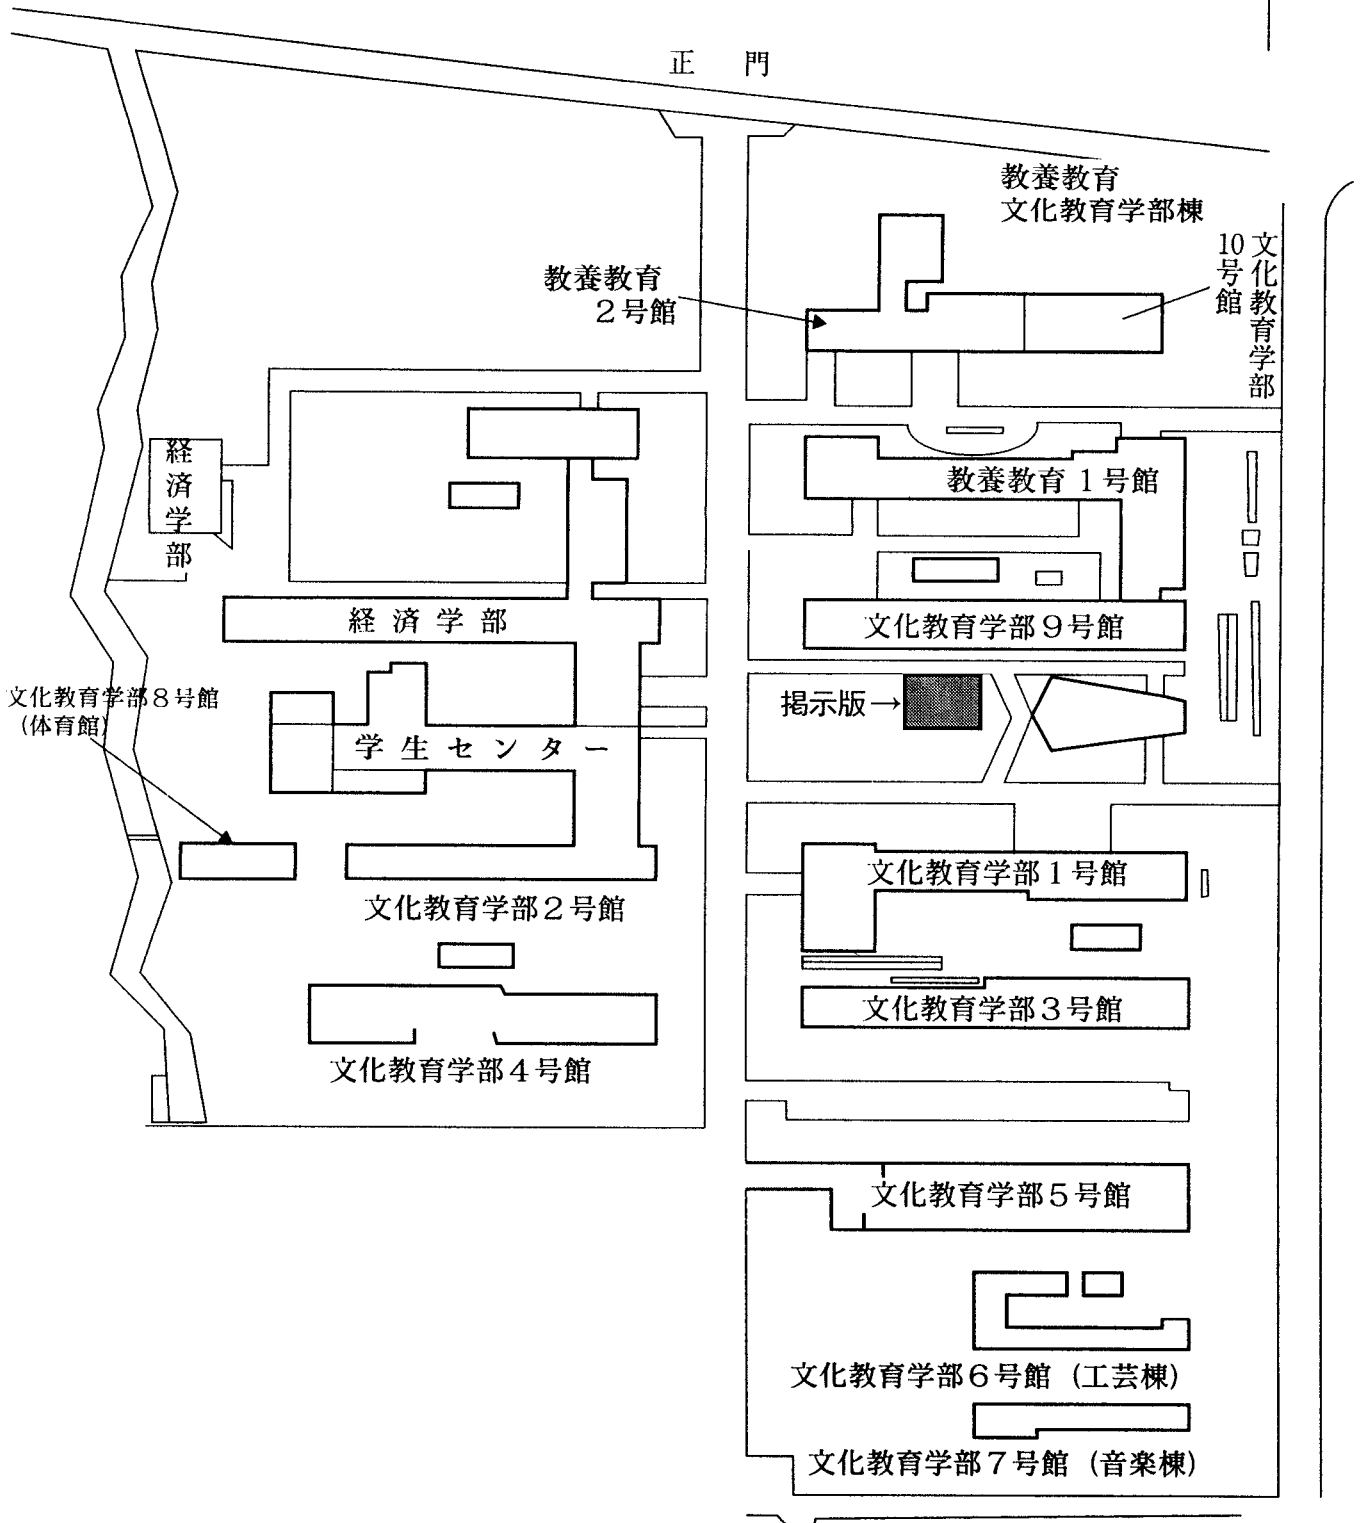 正 門
教養教育
文化教育学部棟
文化教育学部
10号館
教養教育
2号館
経済学部
教養教育 1号館
経済学部
文化教育学部9号館
文化教育学部8号館
(体育館)
掲示版→
学生センター
文化教育学部1号館
文化教育学部2号館
文化教育学部3号館
文化教育学部4号館
文化教育学部5号館
文化教育学部6号館 (工芸棟)
文化教育学部7号館 (音楽棟)